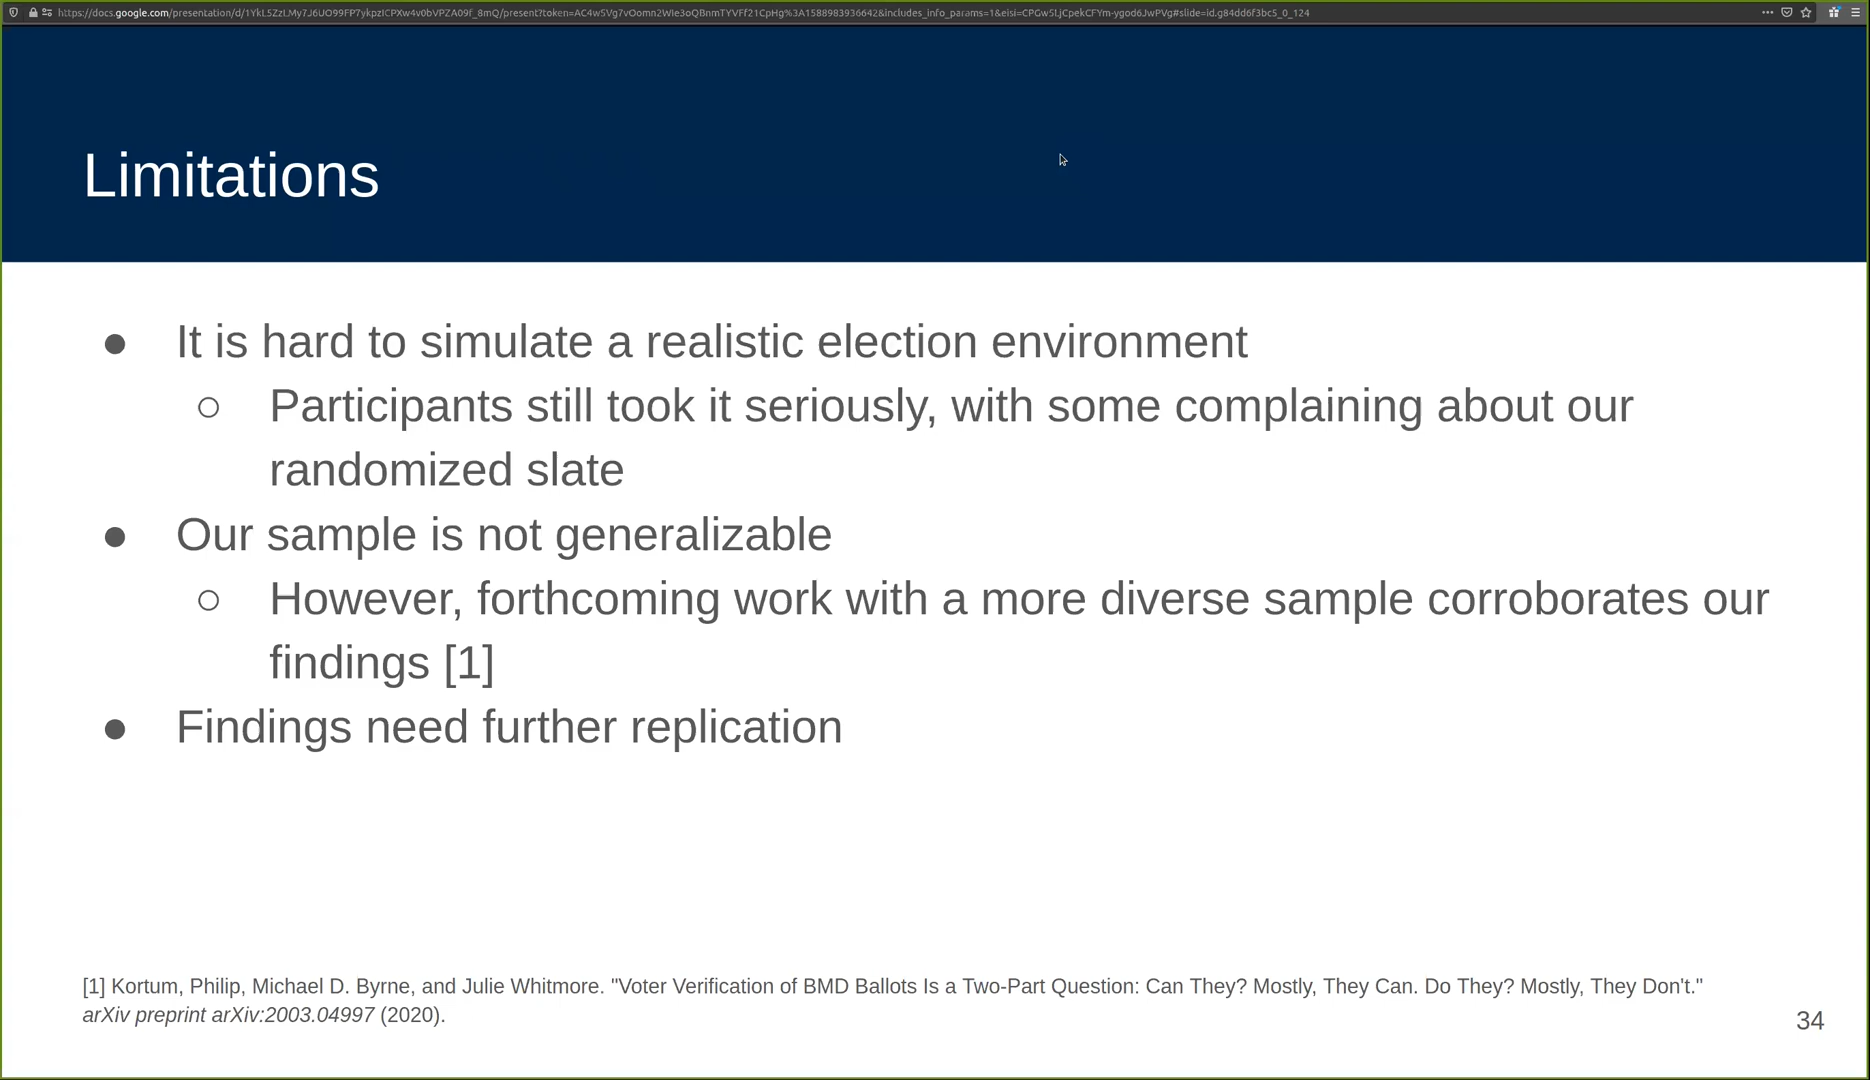 Limitations
● It is hard to simulate a realistic election environment
○ Participants still took it seriously, with some complaining about our
randomized slate
● Our sample is not generalizable
○ However, forthcoming work with a more diverse sample corroborates our
findings [1]
● Findings need further replication
[1] Kortum, Philip, Michael D. Byrne, and Julie Whitmore. "Voter Verification of BMD Ballots Is a Two-Part Question: Can They? Mostly, They Can. Do They? Mostly, They Don't."
arXiv preprint arXiv:2003.04997 (2020).
34